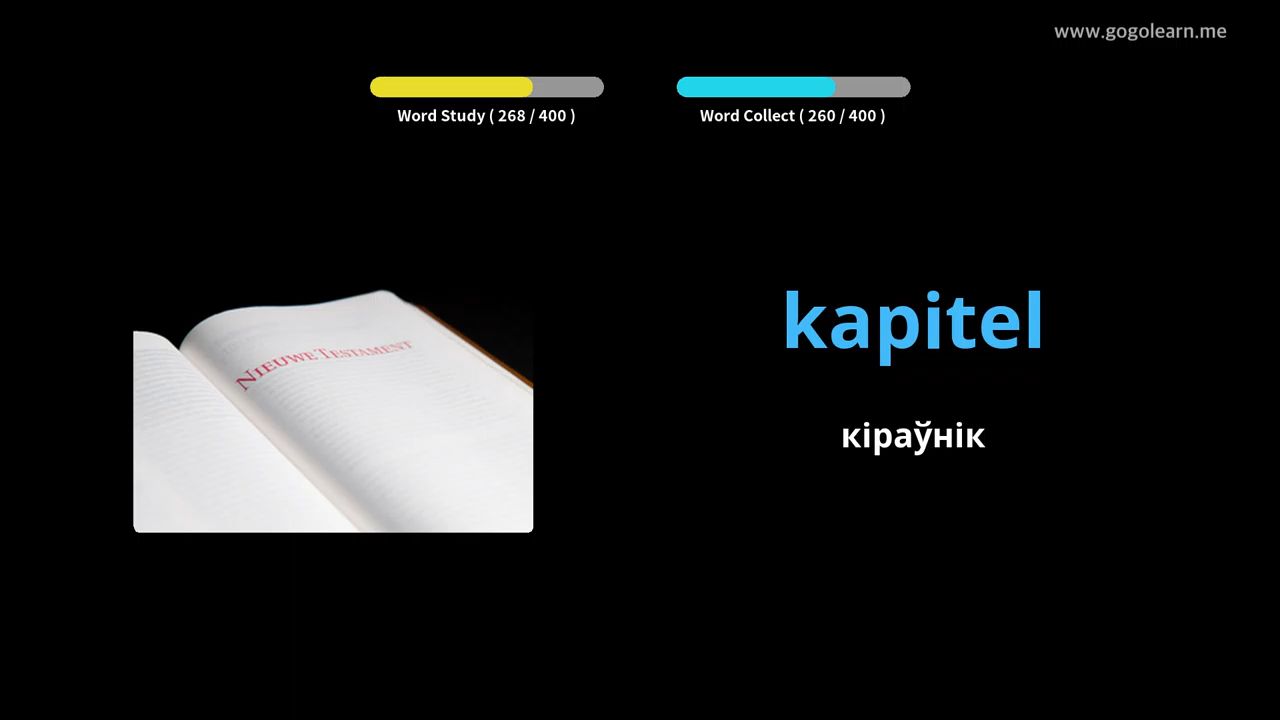 www.gogolearn.me
Word Study ( 268 / 400 )
Word Collect ( 260 / 400 )
NIEUWE TESTAMENT
kapitel
кіраўнік